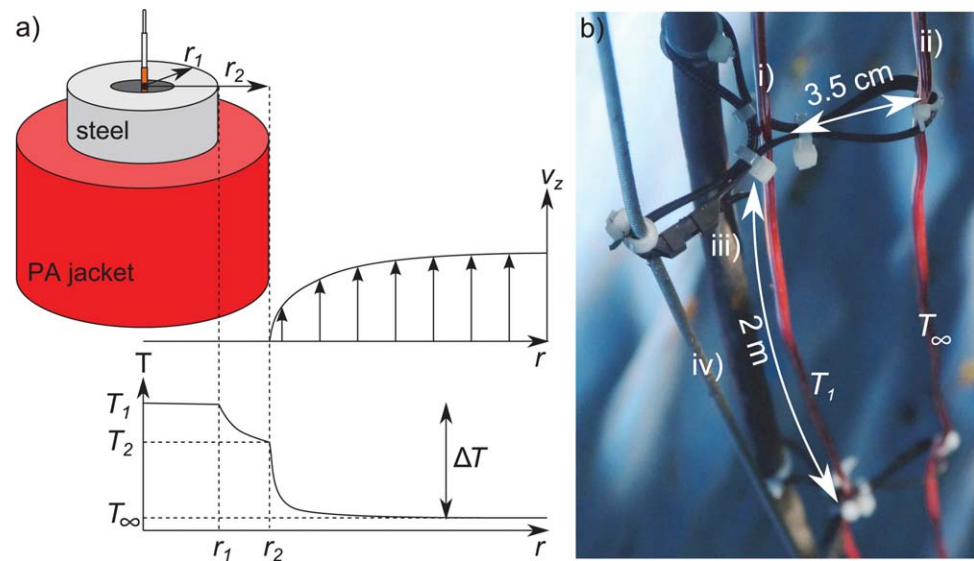 a)
r1
r2
steel
PA jacket
vz
r
T
T1
T2
T∞
ΔT
r1
r2
r
b)
i)
ii)
3.5 cm
iii)
2 m
iv)
T1
T∞